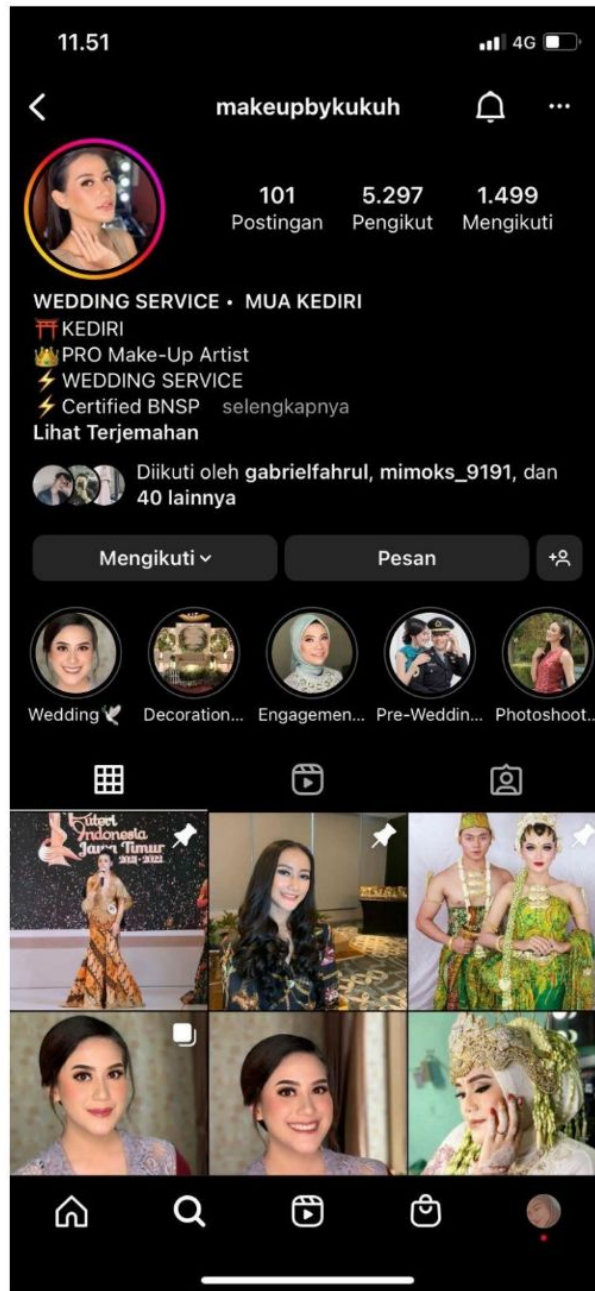 11.51
4G
makeupbykukuh
101 5.297 1.499
Postingan Pengikut Mengikuti
WEDDING SERVICE • MUA KEDIRI
KEDIRI
PRO Make-Up Artist
WEDDING SERVICE
Certified BNSP selengkapnya
Lihat Terjemahan
Diikuti oleh gabrielfahrul, mimoks_9191, dan
40 lainnya
Mengikuti
Pesan
Wedding Decoration... Engagemen... Pre-Weddin... Photoshoot...
Puteri
Indonesia
Jawa Timur
2021 - 2022